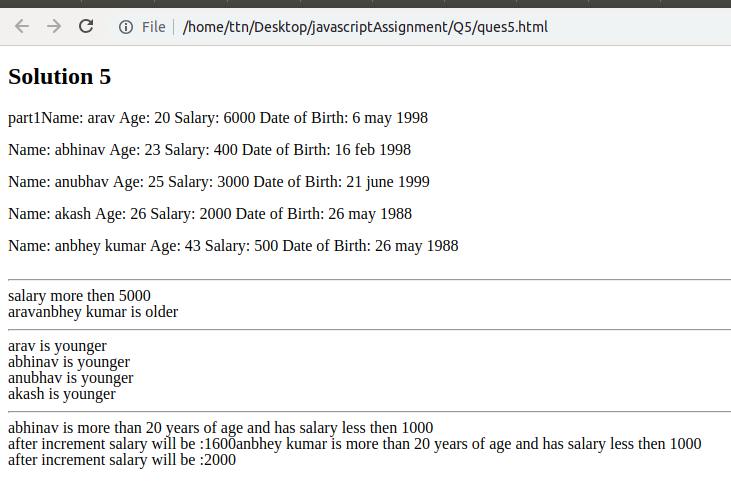 File /home/ttn/Desktop/javascriptAssignment/Q5/ques5.html
Solution 5
part1Name: arav Age: 20 Salary: 6000 Date of Birth: 6 may 1998
Name: abhinav Age: 23 Salary: 400 Date of Birth: 16 feb 1998
Name: anubhav Age: 25 Salary: 3000 Date of Birth: 21 june 1999
Name: akash Age: 26 Salary: 2000 Date of Birth: 26 may 1988
Name: anbhey kumar Age: 43 Salary: 500 Date of Birth: 26 may 1988
salary more then 5000
aravanbhey kumar is older
arav is younger
abhinav is younger
anubhav is younger
akash is younger
abhinav is more than 20 years of age and has salary less then 1000
after increment salary will be :1600anbhey kumar is more than 20 years of age and has salary less then 1000
after increment salary will be :2000